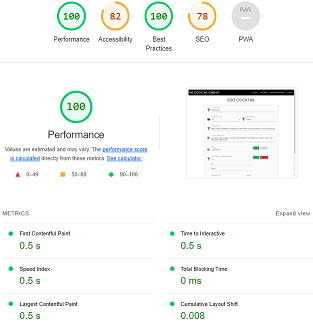 100 82 100 78
Performance Accessibility Best Practices SEO PWA
100
Performance
Values are estimated and may vary. The performance score
is calculated directly from these metrics. See calculator.
0–49 50–89 90–100
THE COCKTAIL CABINET
EDIT COCKTAIL
METRICS Expand view
First Contentful Paint Time to Interactive
0.5 s 0.5 s
Speed Index Total Blocking Time
0.5 s 0 ms
Largest Contentful Paint Cumulative Layout Shift
0.5 s 0.008